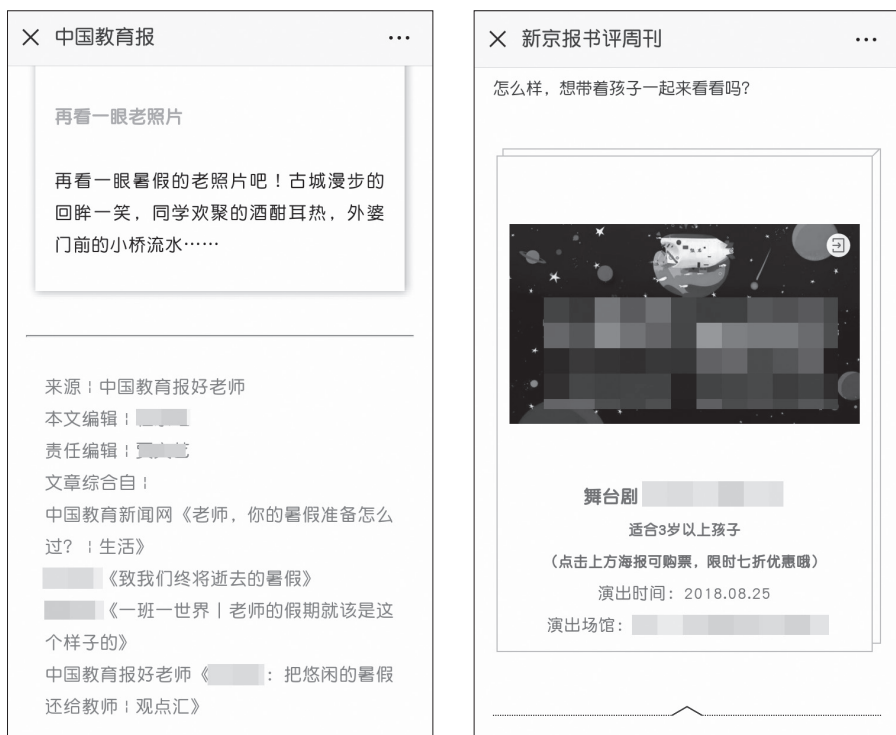 中国教育报
再看一眼老照片
再看一眼暑假的老照片吧！古城漫步的
回眸一笑，同学欢聚的酒酣耳热，外婆
门前的小桥流水……
来源 ¦ 中国教育报好老师
本文编辑 ¦
责任编辑 ¦
文章综合自 ¦
中国教育新闻网《老师，你的暑假准备怎么
过？ ¦ 生活》
《致我们终将逝去的暑假》
《一班一世界丨老师的假期就该是这
个样子的》
中国教育报好老师《 ：把悠闲的暑假
还给教师 ¦ 观点汇》
新京报书评周刊
怎么样，想带着孩子一起来看看吗？
舞台剧
适合3岁以上孩子
（点击上方海报可购票，限时七折优惠哦）
演出时间：2018.08.25
演出场馆：